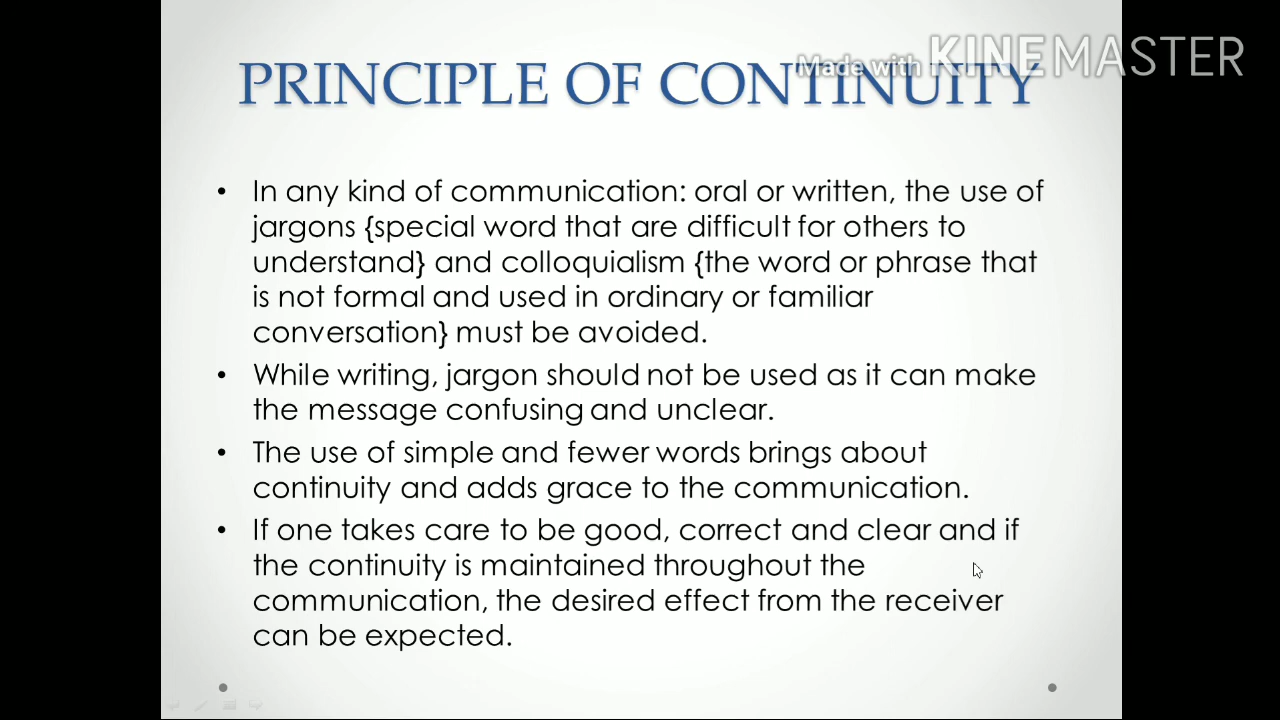 Made with KINEMASTER
PRINCIPLE OF CONTINUITY
• In any kind of communication: oral or written, the use of
jargons {special word that are difficult for others to
understand} and colloquialism {the word or phrase that
is not formal and used in ordinary or familiar
conversation} must be avoided.
• While writing, jargon should not be used as it can make
the message confusing and unclear.
• The use of simple and fewer words brings about
continuity and adds grace to the communication.
• If one takes care to be good, correct and clear and if
the continuity is maintained throughout the
communication, the desired effect from the receiver
can be expected.